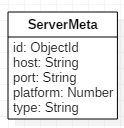 ServerMeta
id: ObjectId
host: String
port: String
platform: Number
type: String